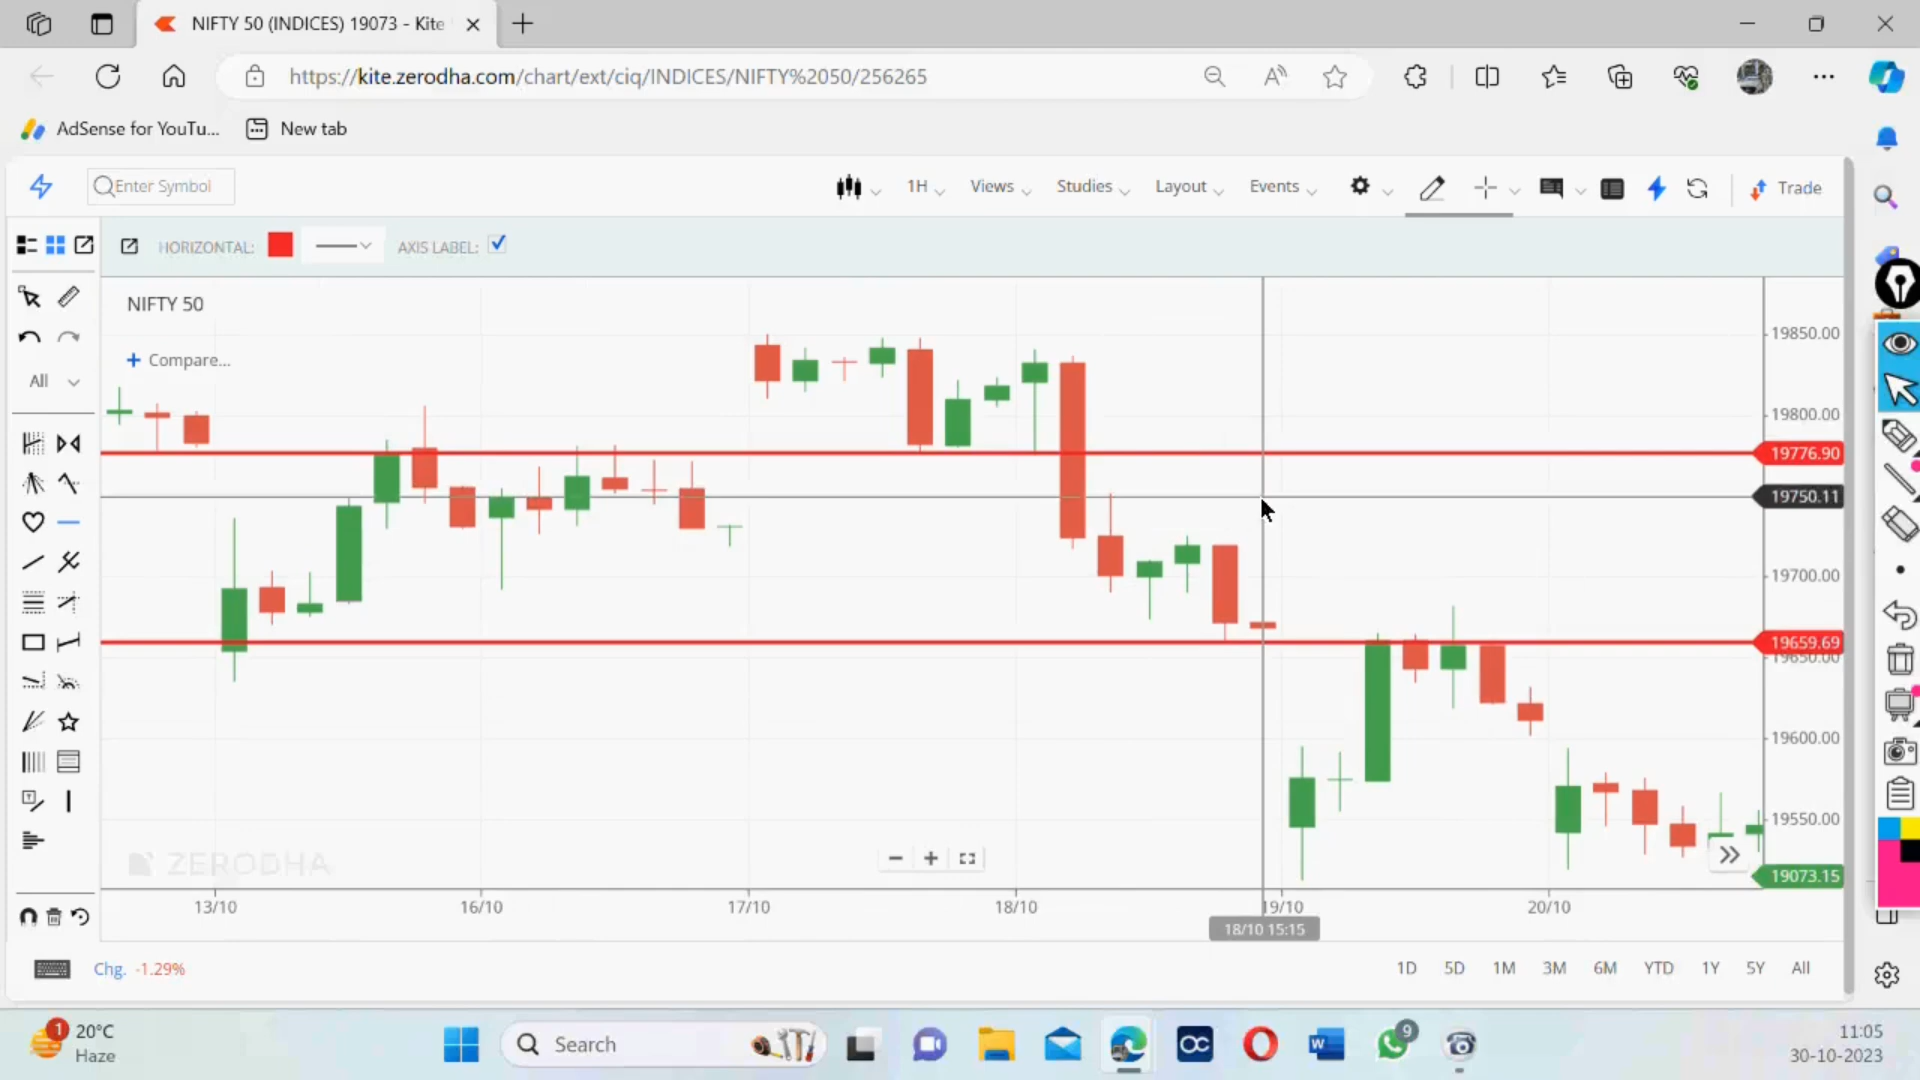 NIFTY 50 (INDICES) 19073 - Kite
https://kite.zerodha.com/chart/ext/ciq/INDICES/NIFTY%2050/256265
AdSense for YouTu...
New tab
Enter Symbol
1H
Views
Studies
Layout
Events
Trade
HORIZONTAL:
AXIS LABEL:
NIFTY 50
Compare...
All
19850.00
19800.00
19776.90
19750.11
19700.00
19659.69
19650.00
19600.00
19550.00
19073.15
ZERODHA
13/10
16/10
17/10
18/10
19/10
20/10
18/10 15:15
Chg. -1.29%
1D
5D
1M
3M
6M
YTD
1Y
5Y
All
1
20°C
Haze
Search
9
11:05
30-10-2023